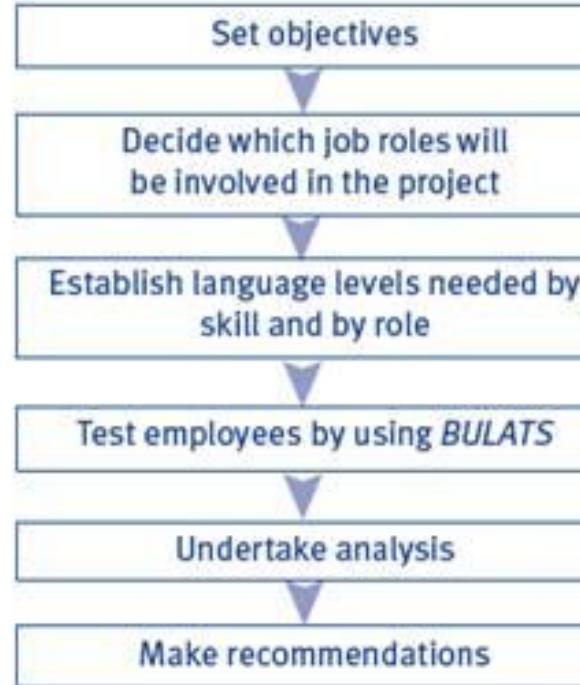 Set objectives
Decide which job roles will
be involved in the project
Establish language levels needed by
skill and by role
Test employees by using BULATS
Undertake analysis
Make recommendations